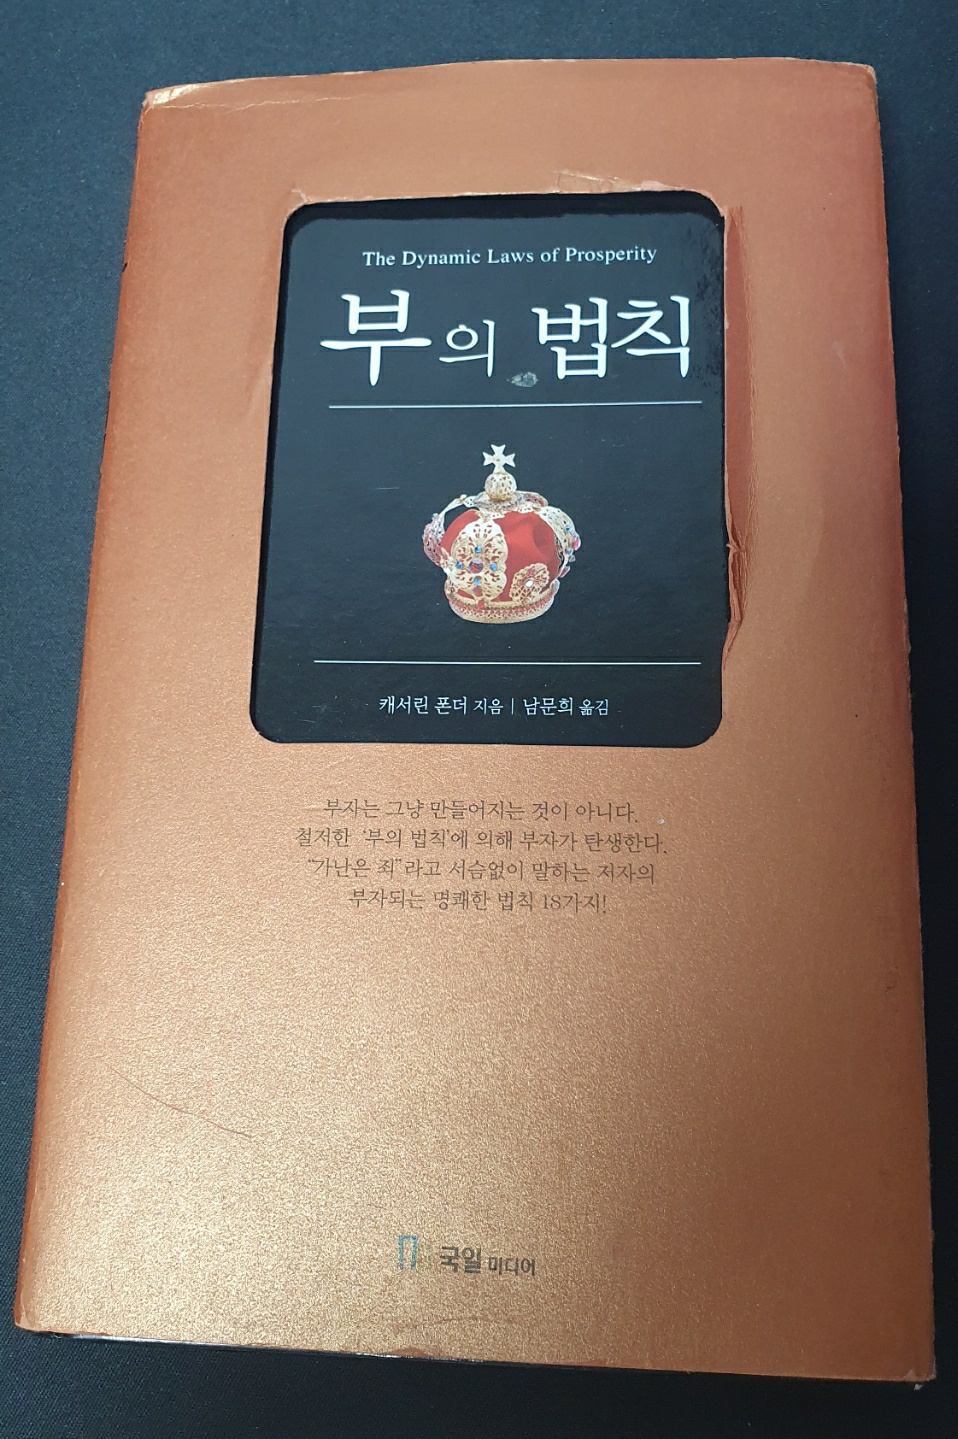 The Dynamic Laws of Prosperity
부의 법칙
캐서린 폰더 지음 | 남문희 옮김
부자는 그냥 만들어지는 것이 아니다.
철저한 '부의 법칙'에 의해 부자가 탄생한다.
"가난은 죄"라고 서슴없이 말하는 저자의
부자되는 명쾌한 법칙 18가지!
국일 미디어